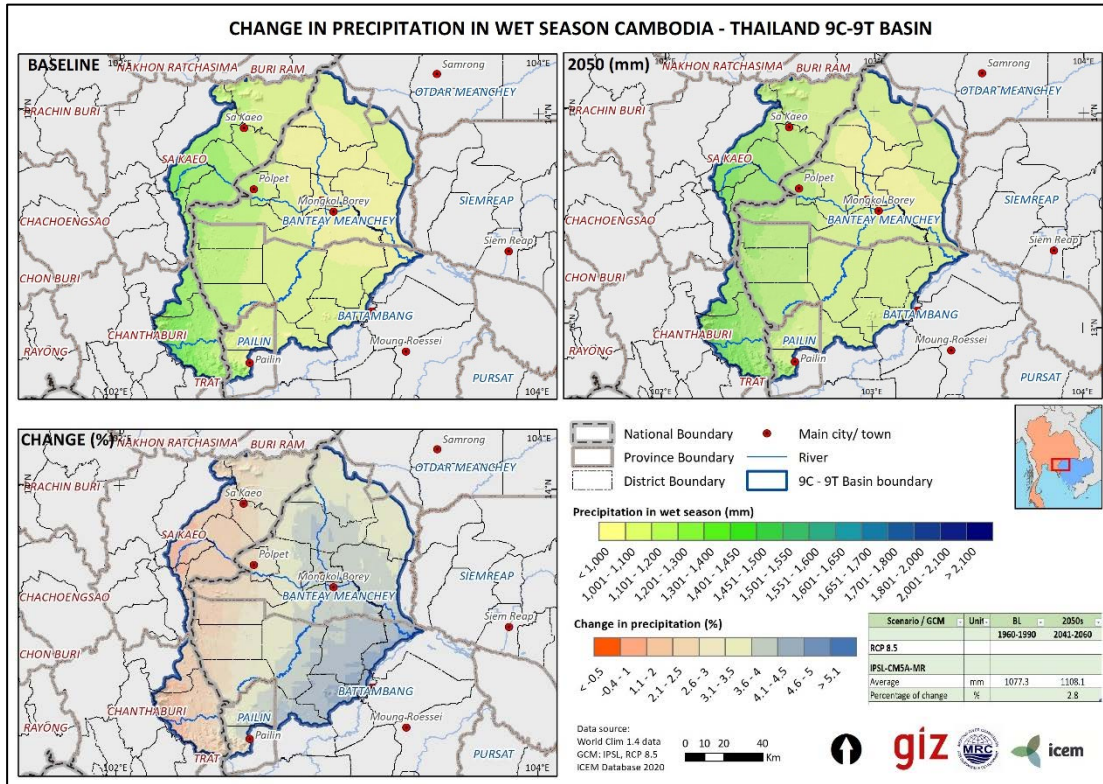 CHANGE IN PRECIPITATION IN WET SEASON CAMBODIA - THAILAND 9C-9T BASIN
BASELINE
NAKHON RATCHASIMA
BURI RAM
Samrong
104°E
OTDAR MEANCHEY
PRACHIN BURI
14°N
Sa Kaeo
SA KAEO
Polpet
Mongkol Borey
BANTEAY MEANCHEY
SIEMREAP
CHACHOENGSAO
Siem Reap
CHON BURI
BATTAMBANG
CHANTHABURI
PAILIN
Moung-Roessei
RAYONG
Pailin
TRAT
PURSAT
102°E
104°E
2050 (mm)
NAKHON RATCHASIMA
BURI RAM
103°E
Samrong
104°E
OTDAR MEANCHEY
PRACHIN BURI
14°N
14°N
Sa Kaeo
SA KAEO
Polpet
Mongkol Borey
BANTEAY MEANCHEY
SIEMREAP
CHACHOENGSAO
Siem Reap
CHON BURI
BATTAMBANG
13°N
CHANTHABURI
PAILIN
Moung-Roessei
RAYONG
Pailin
TRAT
PURSAT
102°E
103°E
104°E
CHANGE (%)
NAKHON RATCHASIMA
BURI RAM
Samrong
104°E
OTDAR MEANCHEY
PRACHIN BURI
14°N
Sa Kaeo
SA KAEO
Polpet
Mongkol Borey
BANTEAY MEANCHEY
SIEMREAP
CHACHOENGSAO
Siem Reap
CHON BURI
BATTAMBANG
CHANTHABURI
PAILIN
Moung-Roessei
RAYONG
Pailin
TRAT
PURSAT
102°E
104°E
National Boundary
Main city/ town
Province Boundary
River
District Boundary
9C - 9T Basin boundary
Precipitation in wet season (mm)
< 1,000
1,001 - 1,100
1,101 - 1,200
1,201 - 1,300
1,301 - 1,400
1,401 - 1,450
1,451 - 1,500
1,501 - 1,550
1,551 - 1,600
1,601 - 1,650
1,651 - 1,700
1,701 - 1,800
1,801 - 2,000
2,001 - 2,100
> 2,100
Change in precipitation (%)
< -0.5
-0.4 - 1
1.1 - 2
2.1 - 2.5
2.6 - 3
3.1 - 3.5
3.6 - 4
4.1 - 4.5
4.6 - 5
> 5.1
Scenario / GCM Unit BL 2050s
1960-1990 2041-2060
RCP 8.5
IPSL-CM5A-MR
Average mm 1077.3 1108.1
Percentage of change % 2.8
Data source:
World Clim 1.4 data
GCM: IPSL, RCP 8.5
ICEM Database 2020
0 10 20 40
Km
giz
MRC
icem